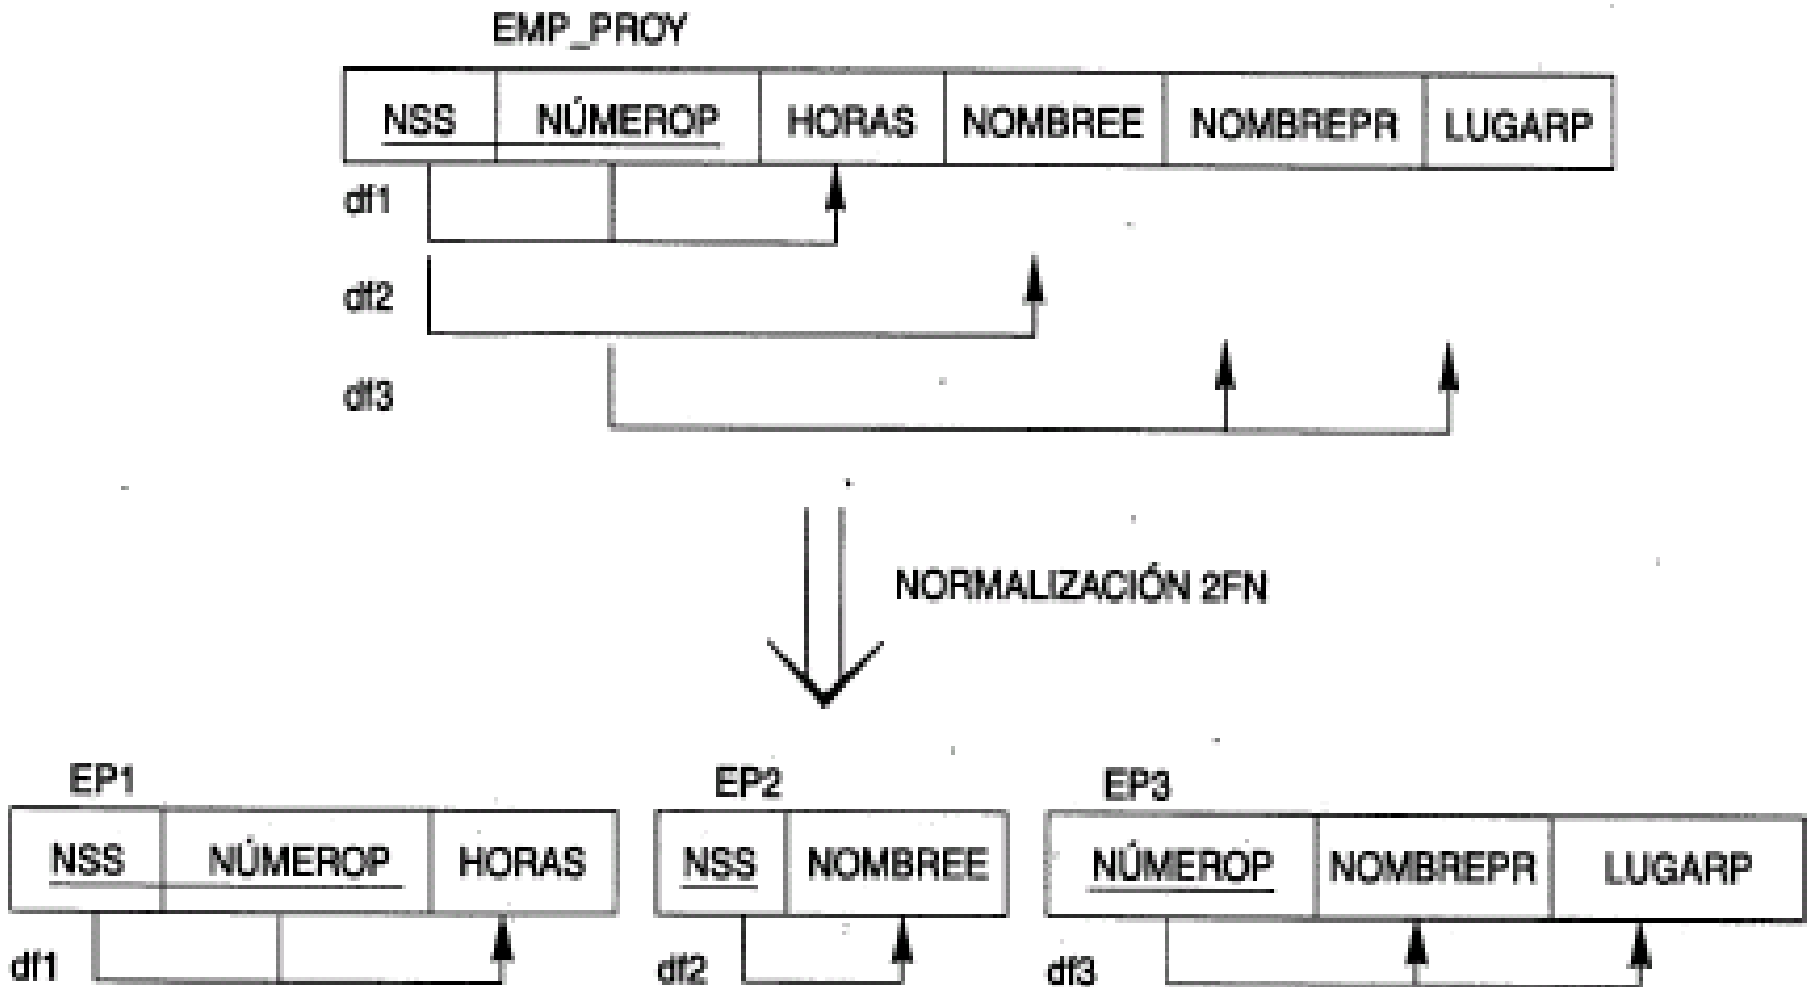 EMP_PROY
NSS NÚMEROP HORAS NOMBREE NOMBREPR LUGARP
df1
df2
df3
NORMALIZACIÓN 2FN
EP1 EP2 EP3
NSS NÚMEROP HORAS NSS NOMBREE NÚMEROP NOMBREPR LUGARP
df1 df2 df3